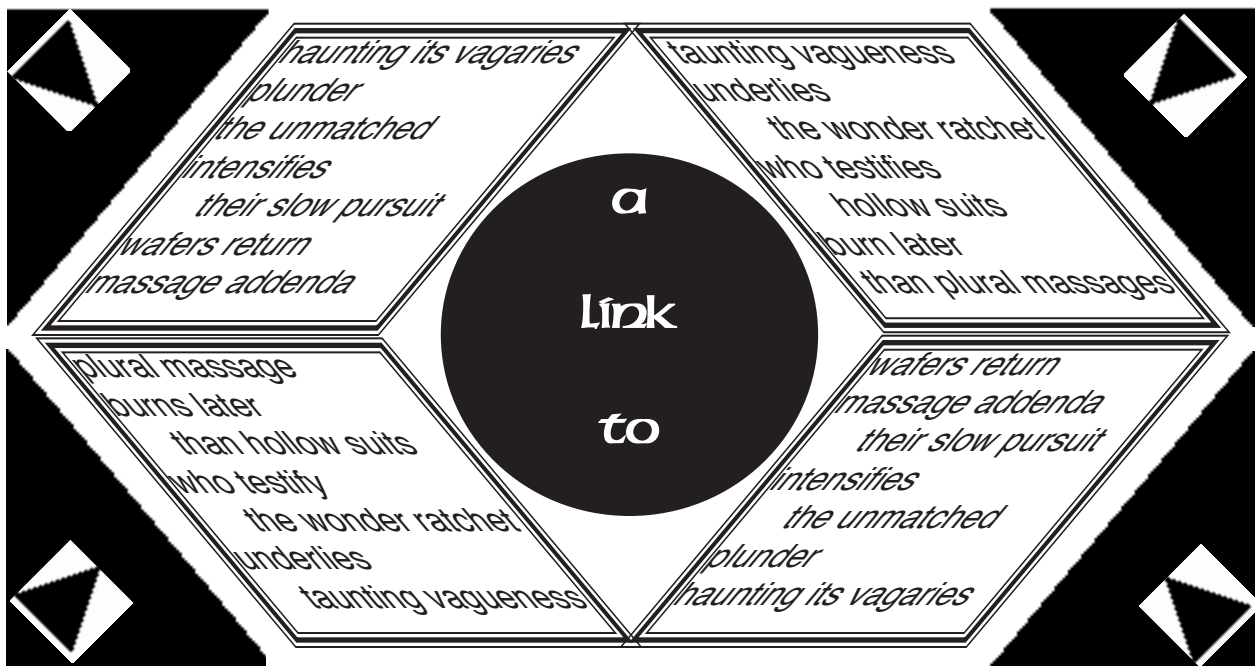 haunting its vagaries
plunder
the unmatched
intensifies
their slow pursuit
wafers return
massage addenda
taunting vagueness
underlies
the wonder ratchet
who testifies
hollow suits
burn later
than plural massages
a
link
to
plural massage
burns later
than hollow suits
who testify
the wonder ratchet
underlies
taunting vagueness
wafers return
massage addenda
their slow pursuit
intensifies
the unmatched
plunder
haunting its vagaries